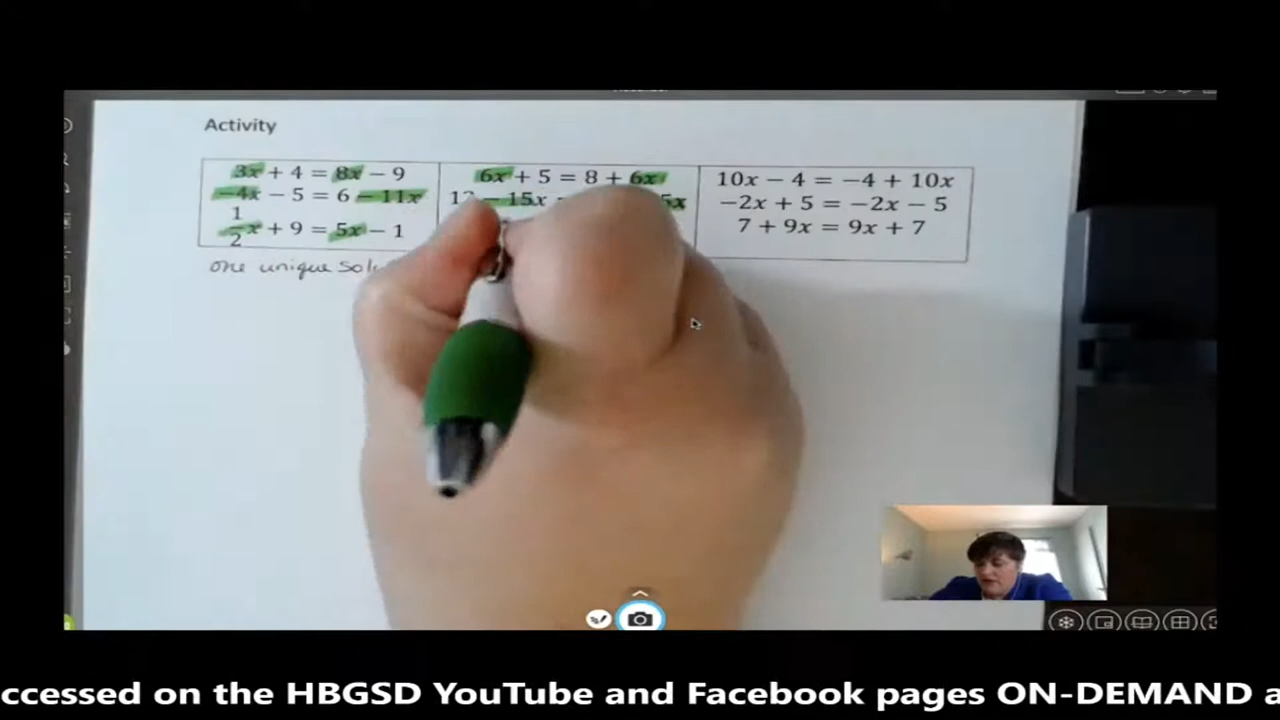 Activity
3x + 4 = 8x − 9
−4x − 5 = 6 − 11x
1/2 x + 9 = 5x − 1
one unique
6x + 5 = 8 + 6x
− 15x
5x
10x − 4 = −4 + 10x
−2x + 5 = −2x − 5
7 + 9x = 9x + 7
ccessed on the HBGSD YouTube and Facebook pages ON-DEMAND a